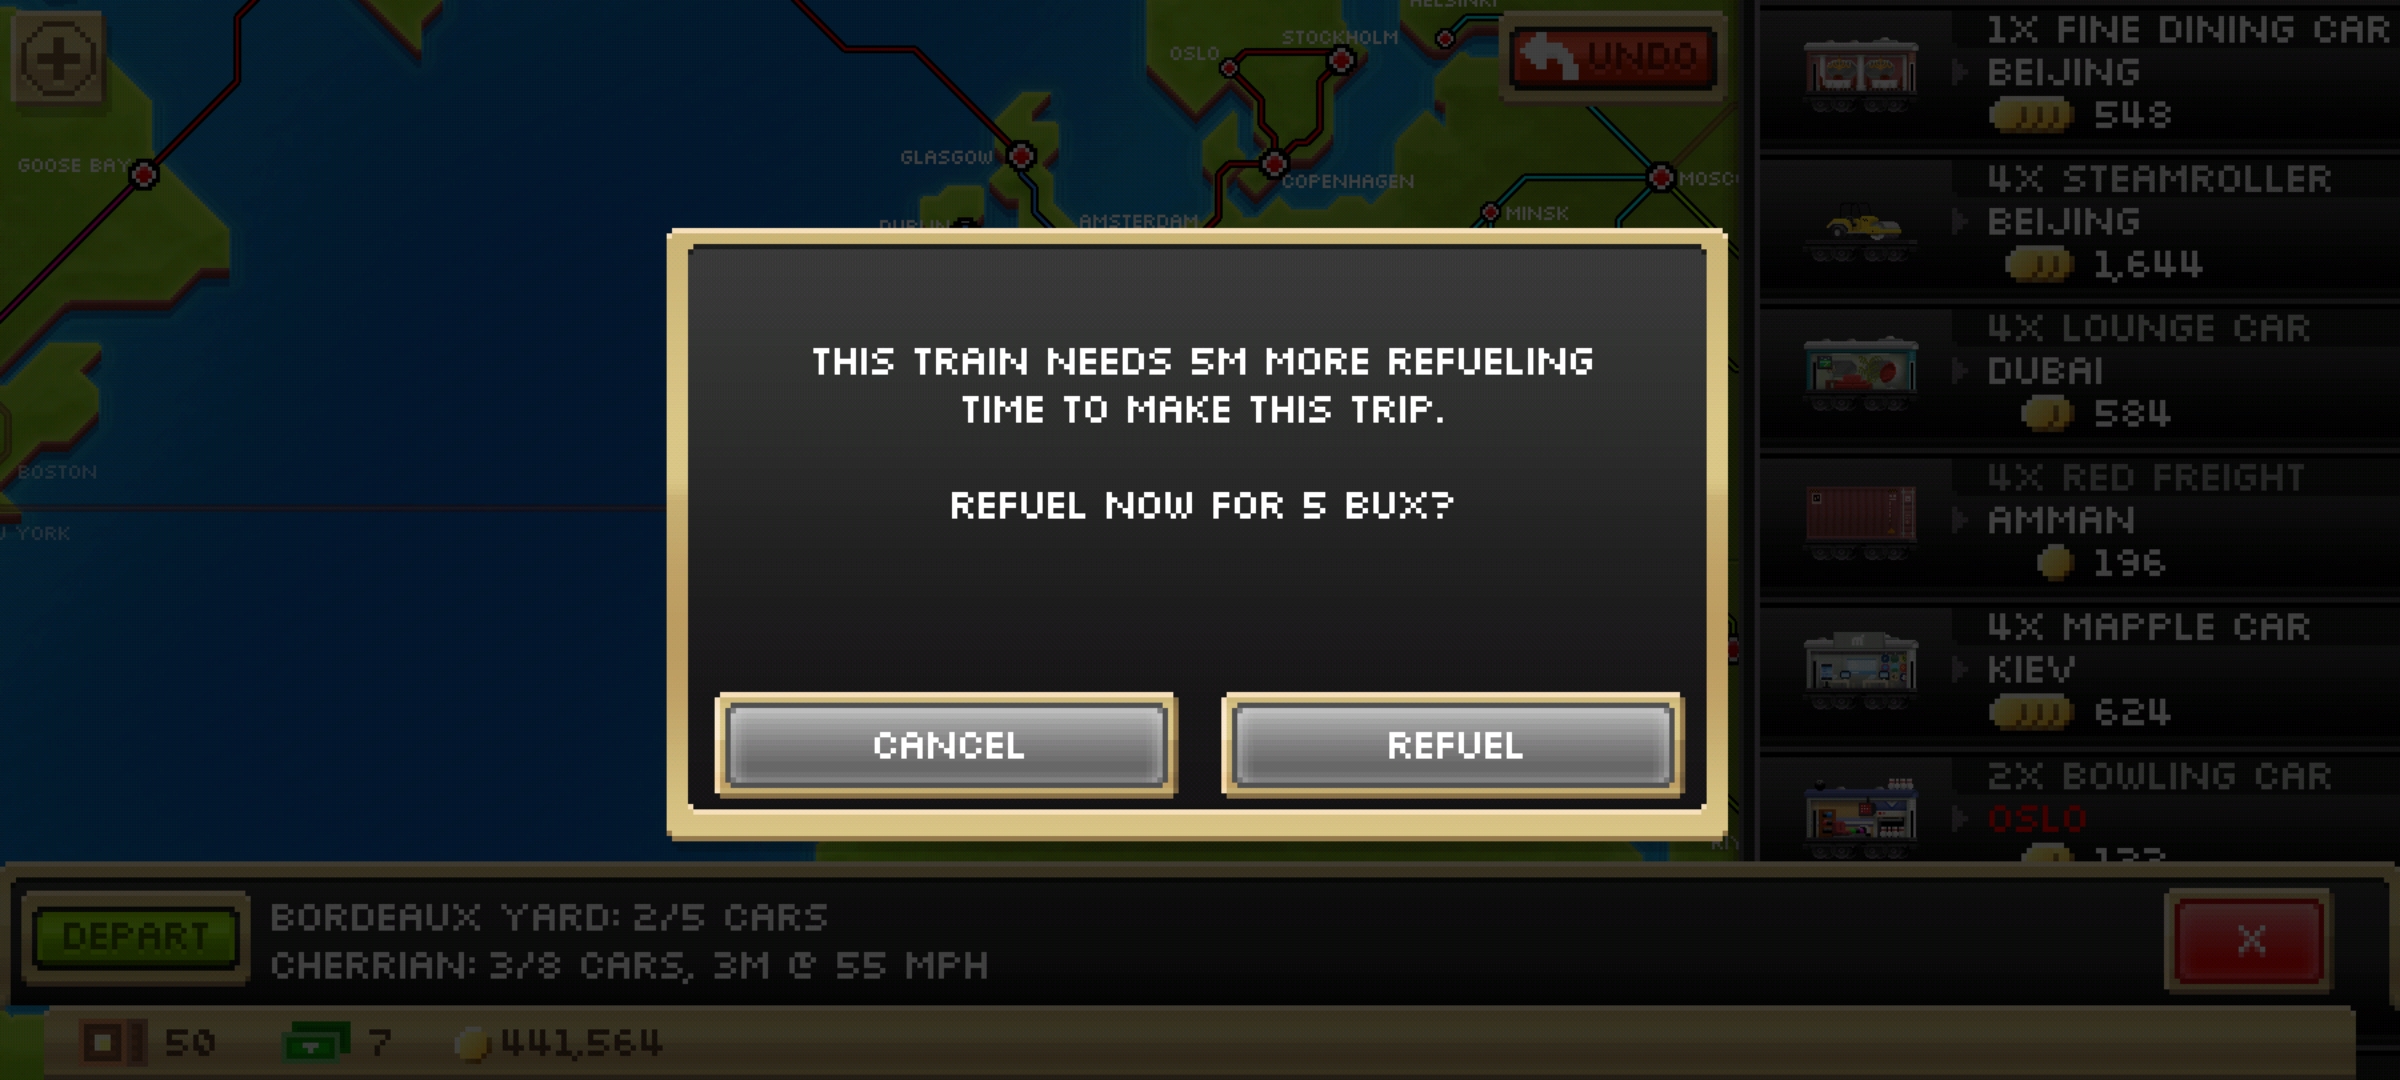 HELSINKI
STOCKHOLM
OSLO
UNDO
GOOSE BAY
GLASGOW
COPENHAGEN
MOSC
DUBLIN
AMSTERDAM
MINSK
BOSTON
YORK
THIS TRAIN NEEDS 5M MORE REFUELING
TIME TO MAKE THIS TRIP.
REFUEL NOW FOR 5 BUX?
CANCEL
REFUEL
1X FINE DINING CAR
BEIJING
548
4X STEAMROLLER
BEIJING
1,644
4X LOUNGE CAR
DUBAI
584
4X RED FREIGHT
AMMAN
196
4X MAPPLE CAR
KIEV
624
2X BOWLING CAR
OSLO
DEPART
BORDEAUX YARD: 2/5 CARS
CHERRIAN: 3/8 CARS, 3M @ 55 MPH
X
50
7
441,564